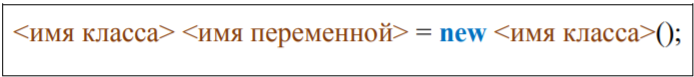 <имя класса> <имя переменной> = new <имя класса>();